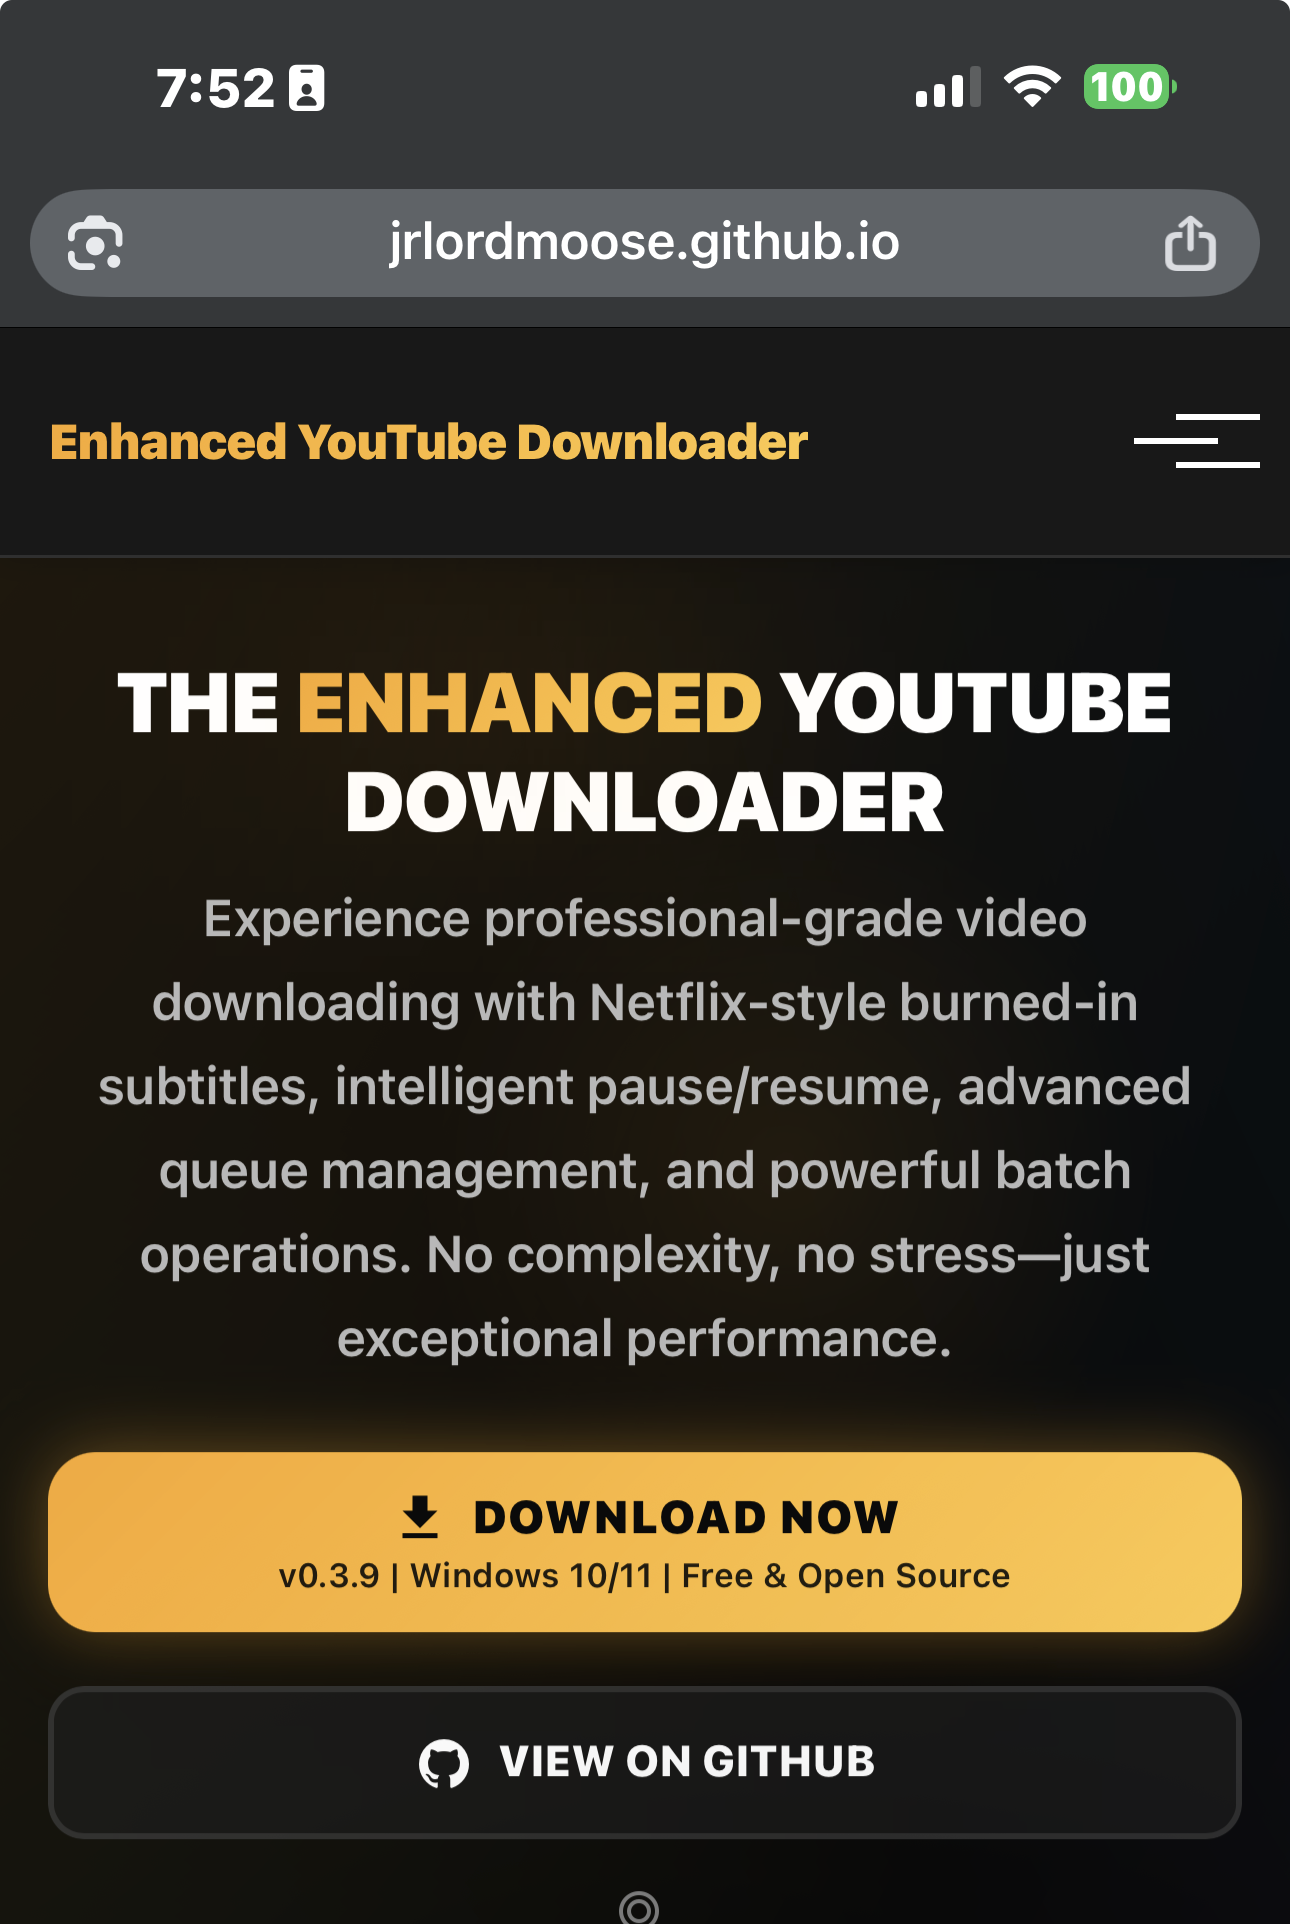 7:52
100
jrlordmoose.github.io
Enhanced YouTube Downloader
THE ENHANCED YOUTUBE
DOWNLOADER
Experience professional-grade video
downloading with Netflix-style burned-in
subtitles, intelligent pause/resume, advanced
queue management, and powerful batch
operations. No complexity, no stress—just
exceptional performance.
DOWNLOAD NOW
v0.3.9 | Windows 10/11 | Free & Open Source
VIEW ON GITHUB